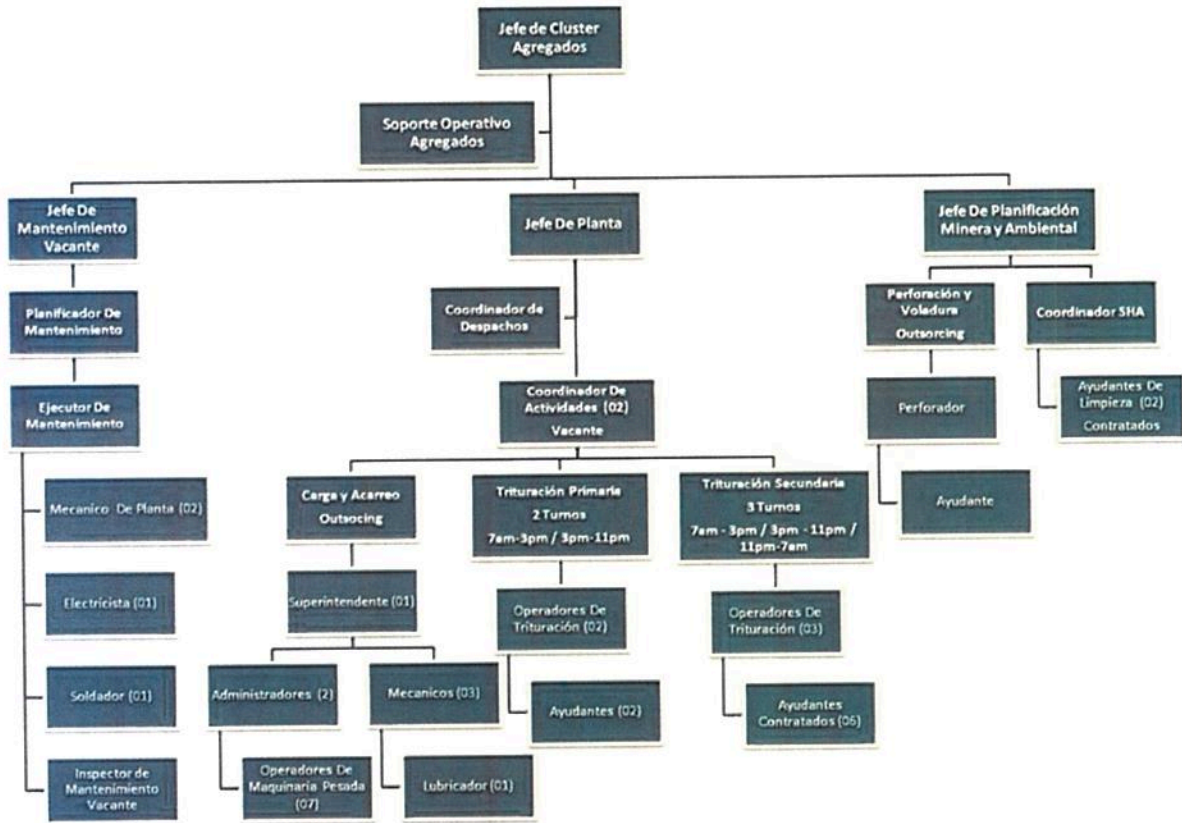 Jefe de Cluster
Agregados
Soporte Operativo
Agregados
Jefe De
Mantenimiento
Vacante
Jefe De Planta
Jefe De Planificación
Minera y Ambiental
Planificador De
Mantenimiento
Coordinador de
Despachos
Perforación y
Voladura
Outsorcing
Coordinador SHA
Ejecutor De
Mantenimiento
Coordinador De
Actividades (02)
Vacante
Perforador
Ayudantes De
Limpieza (02)
Contratados
Mecanico De Planta (02)
Carga y Acarreo
Outsocing
Trituración Primaria
2 Turnos
7am-3pm / 3pm-11pm
Trituración Secundaria
3 Turnos
7am - 3pm / 3pm - 11pm /
11pm-7am
Ayudante
Electricista (01)
Superintendente (01)
Operadores De
Trituración (02)
Operadores De
Trituración (03)
Soldador (01)
Administradores (2)
Mecanicos (03)
Ayudantes (02)
Ayudantes
Contratados (06)
Inspector de
Mantenimiento
Vacante
Operadores De
Maquinaria Pesada
(07)
Lubricador (01)